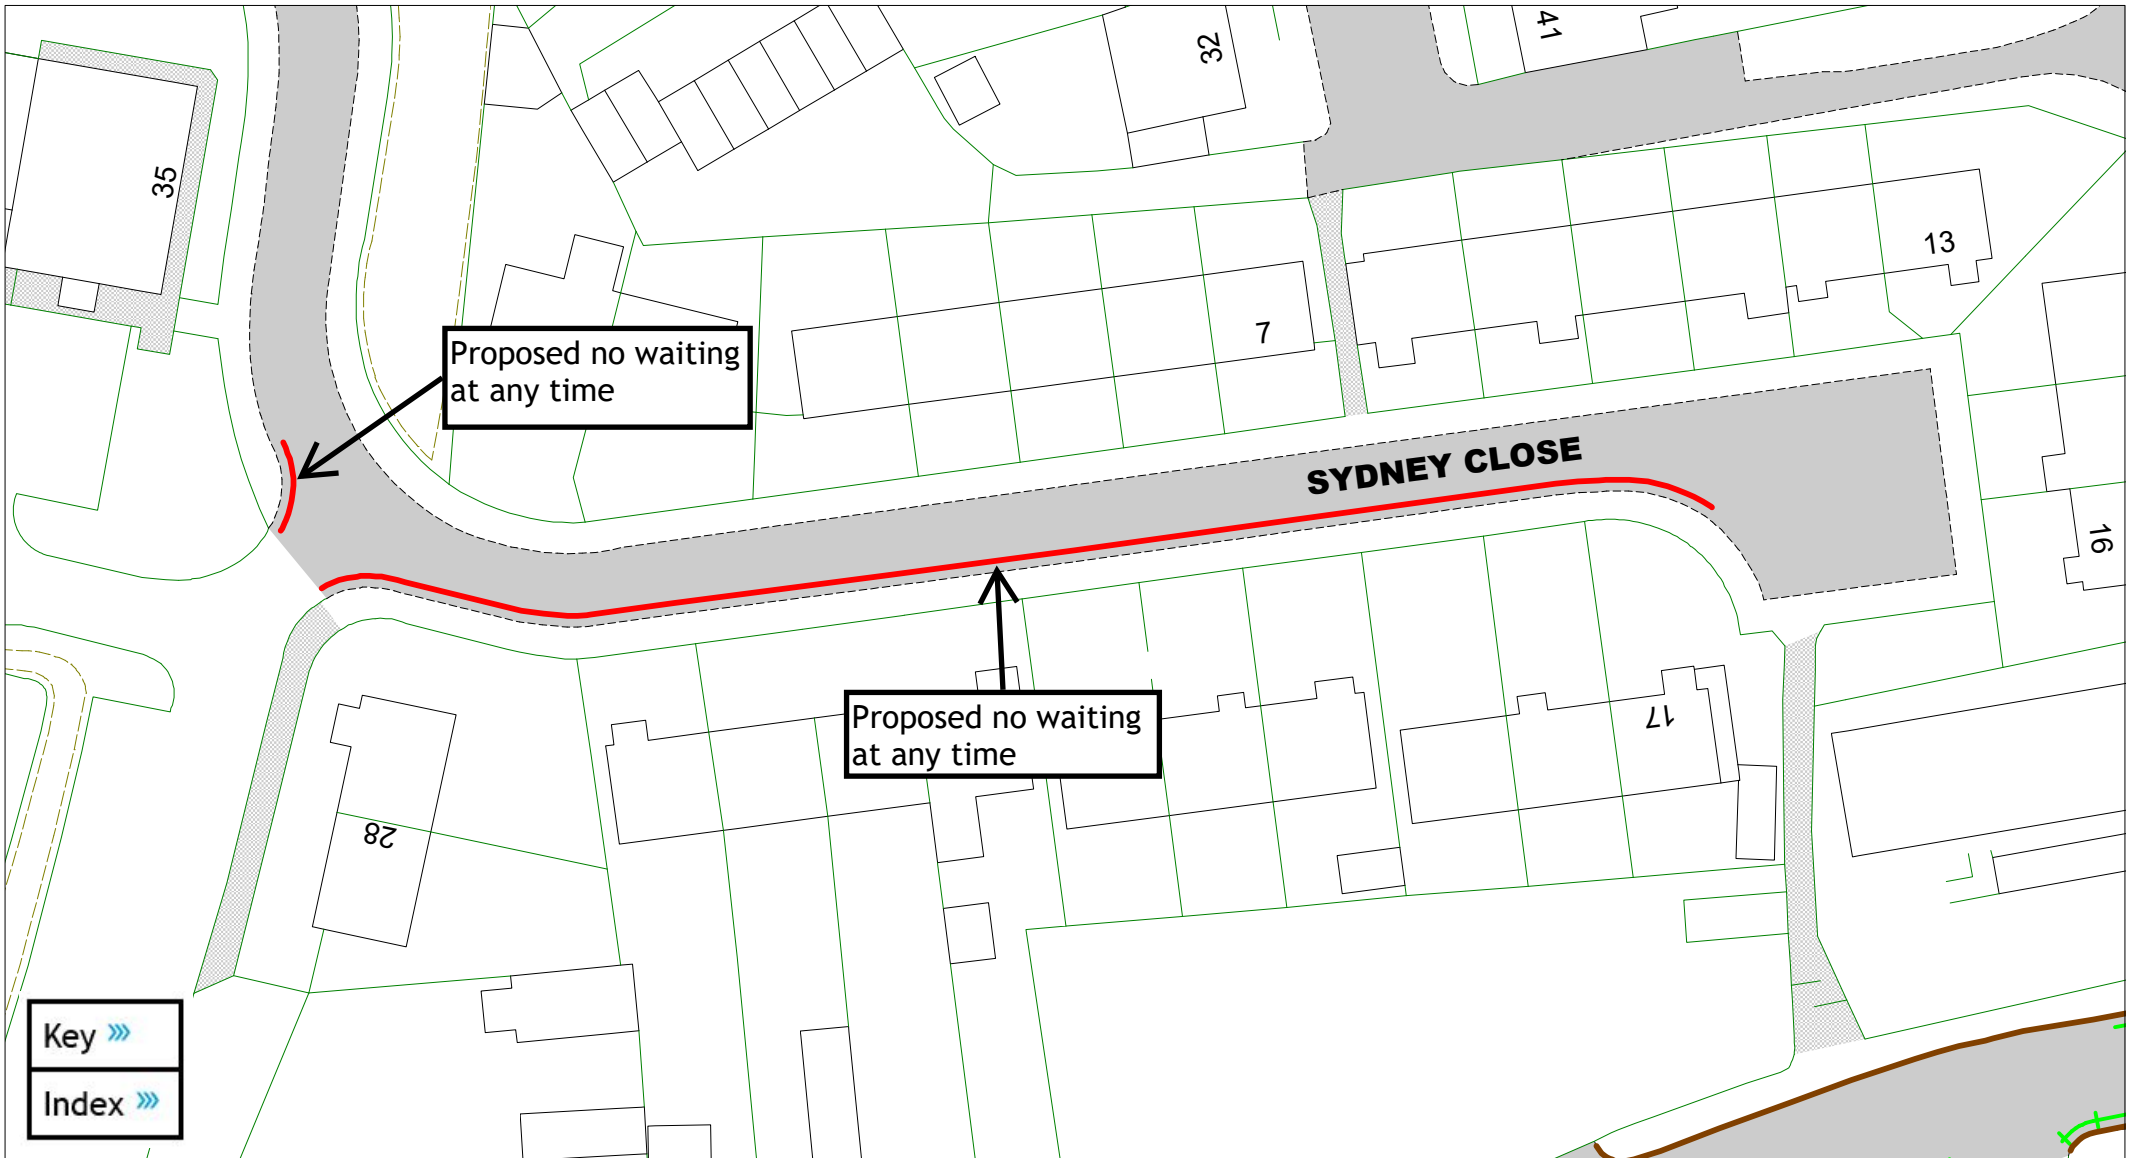 41
32
35
13
7
Proposed no waiting
at any time
SYDNEY CLOSE
16
Proposed no waiting
at any time
17
28
Key
Index